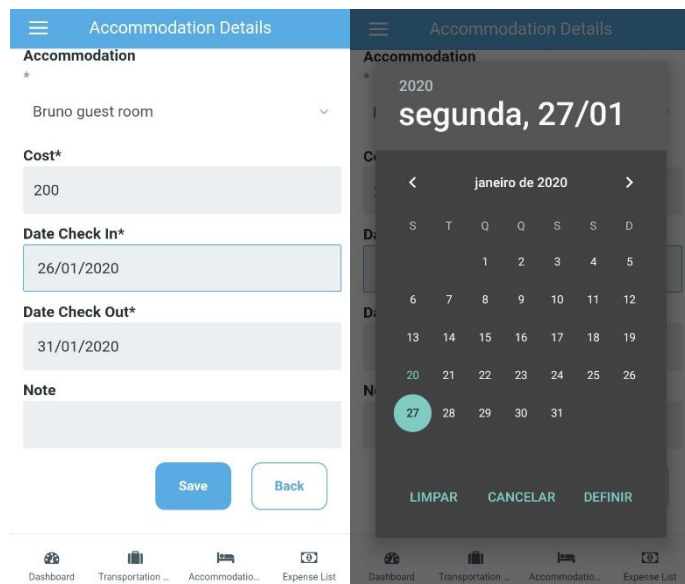 Accommodation Details
Accommodation
*
Bruno guest room
Cost*
200
Date Check In*
26/01/2020
Date Check Out*
31/01/2020
Note
Save Back
Dashboard Transportation ... Accommodatio... Expense List
Accommodation Details
Accommodation
*
2020
segunda, 27/01
janeiro de 2020
S T Q Q S S D
1 2 3 4 5
6 7 8 9 10 11 12
13 14 15 16 17 18 19
20 21 22 23 24 25 26
27 28 29 30 31
LIMPAR CANCELAR DEFINIR
Dashboard Transportation ... Accommodatio... Expense List